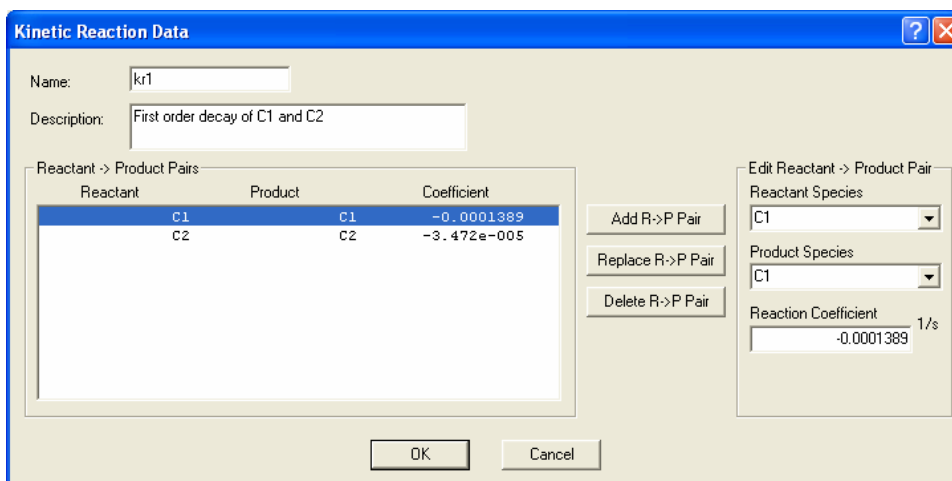 Kinetic Reaction Data
Name: kr1
Description: First order decay of C1 and C2
Reactant -> Product Pairs
Reactant Product Coefficient
C1 C1 -0.0001389
C2 C2 -3.472e-005
Add R->P Pair
Replace R->P Pair
Delete R->P Pair
Edit Reactant -> Product Pair
Reactant Species
C1
Product Species
C1
Reaction Coefficient
-0.0001389 1/s
OK Cancel